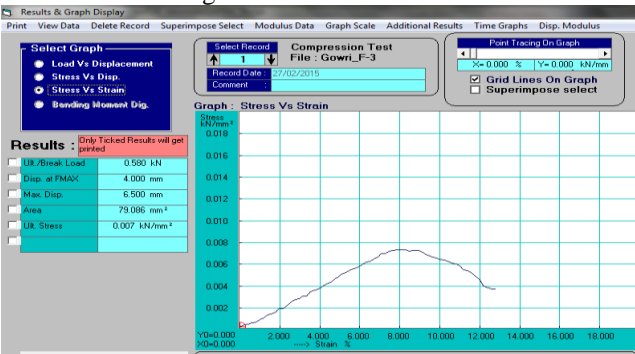 Results & Graph Display
Print View Data Delete Record Superimpose Select Modulus Data Graph Scale Additional Results Time Graphs Disp. Modulus
Select Graph
Load Vs Displacement
Stress Vs Disp.
Stress Vs Strain
Bending Moment Dig.
Select Record
1
Compression Test
File : Gowri_F-3
Record Date : 27/02/2015
Comment :
Point Tracing On Graph
X= 0.000 % Y= 0.000 kN/mm
Grid Lines On Graph
Superimpose select
Graph : Stress Vs Strain
Results : Only Ticked Results will get printed
Ult./Break Load 0.580 kN
Disp. at FMAX 4.000 mm
Max. Disp. 6.500 mm
Area 79.086 mm²
Ult. Stress 0.007 kN/mm²
Stress
kN/mm²
0.018
0.016
0.014
0.012
0.010
0.008
0.006
0.004
0.002
Y0=0.000
X0=0.000
2.000 4.000 6.000 8.000 10.000 12.000 14.000 16.000 18.000
----> Strain %